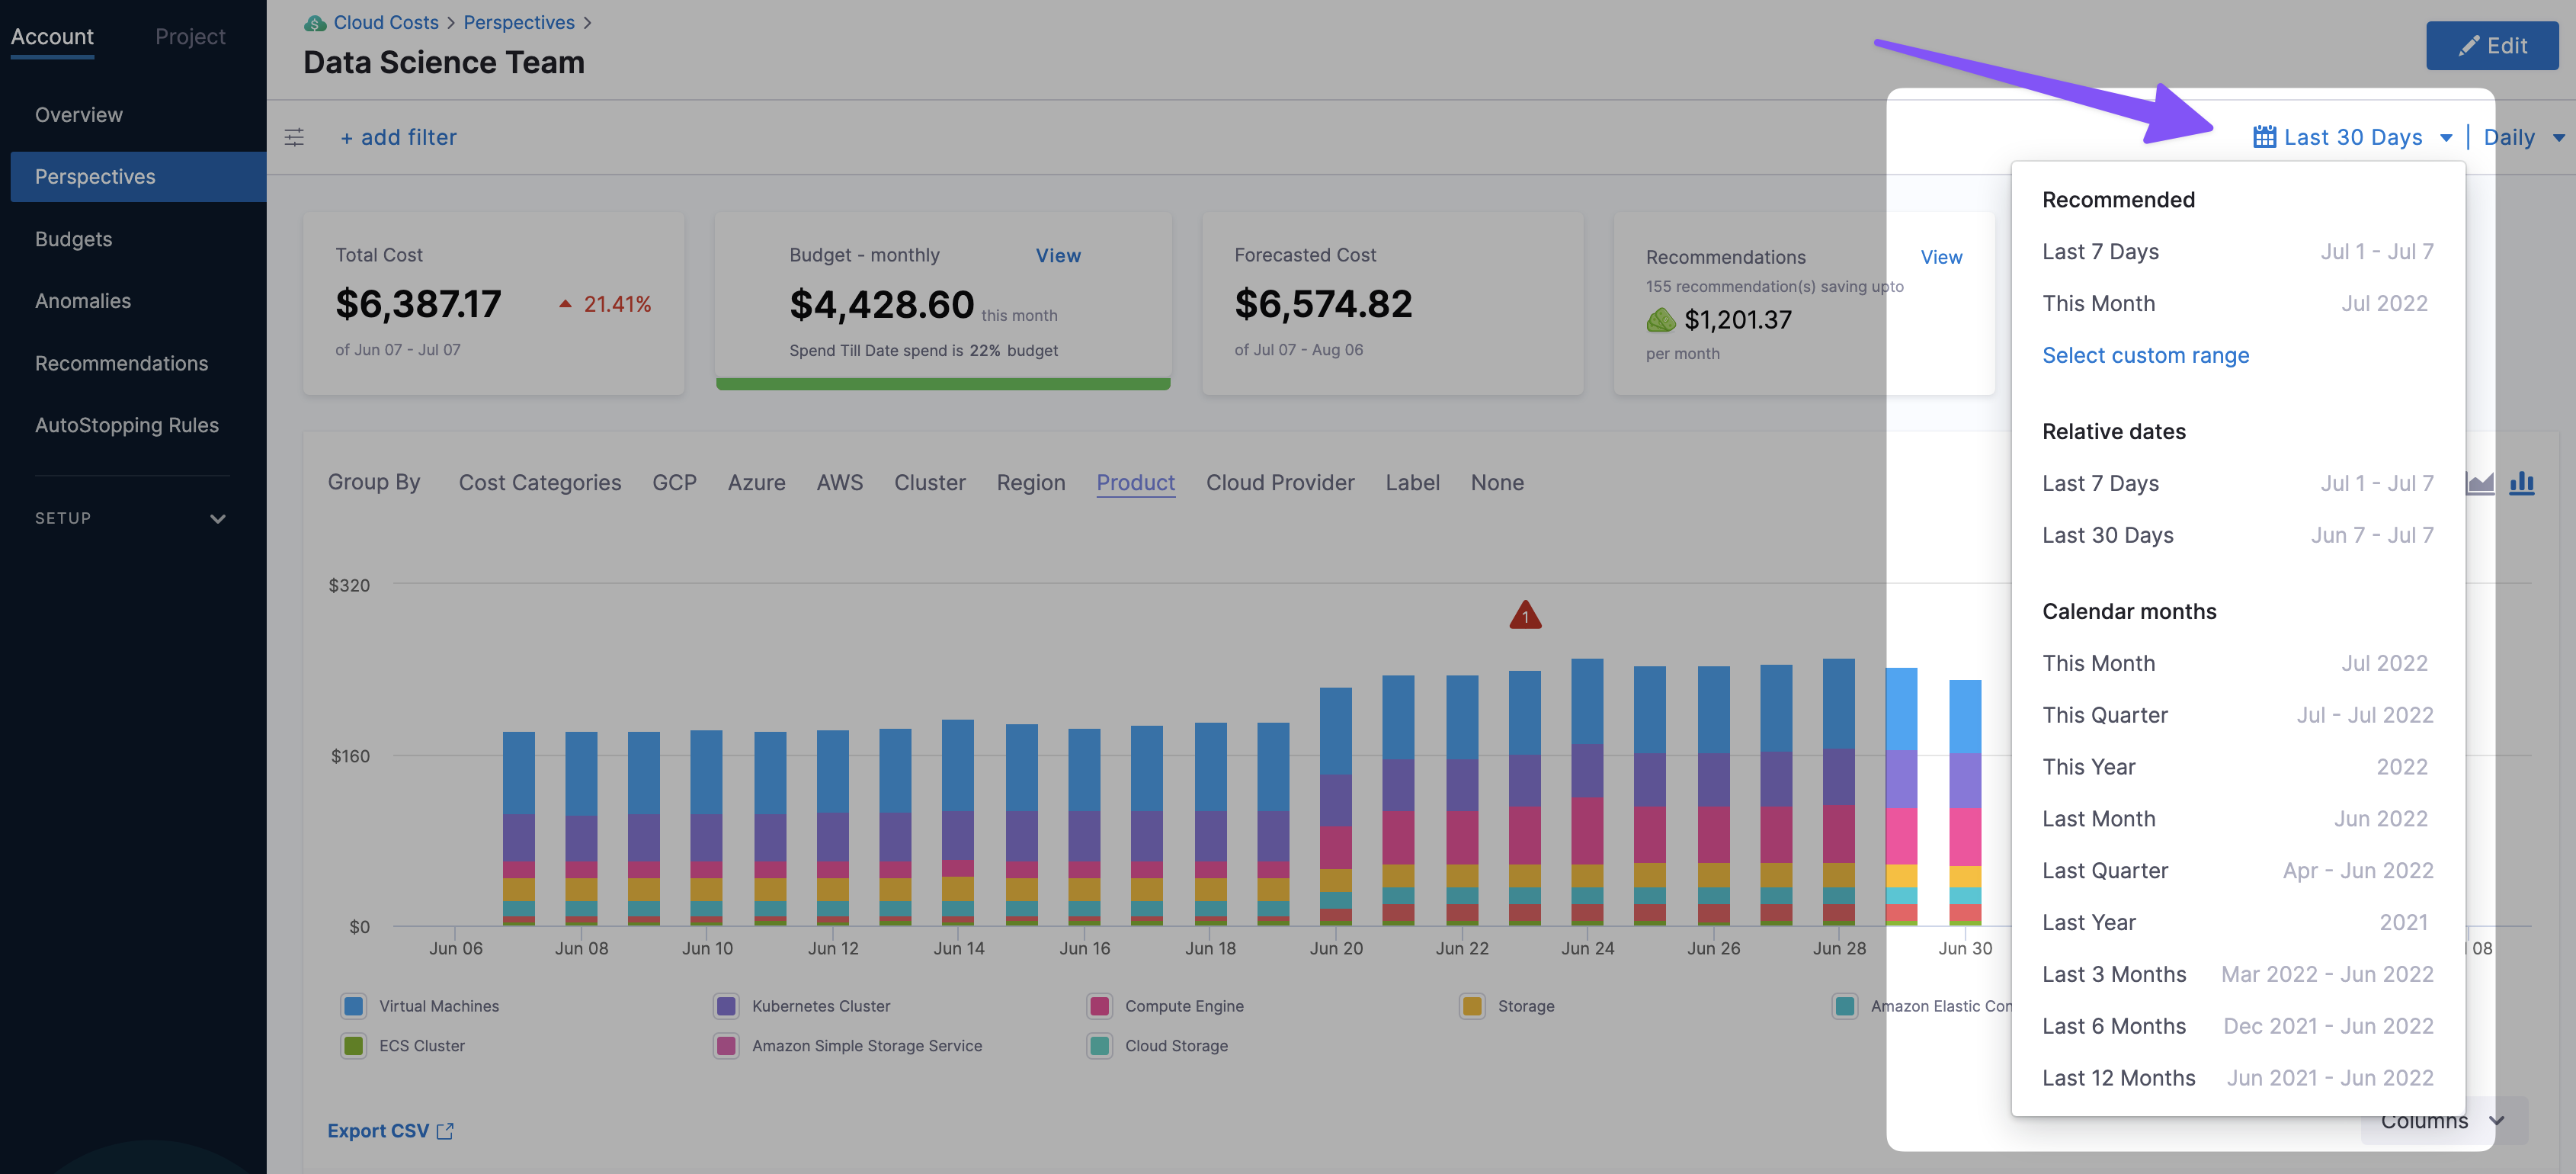 Account Project
Overview
Perspectives
Budgets
Anomalies
Recommendations
AutoStopping Rules
SETUP
Cloud Costs > Perspectives >
Data Science Team
Edit
+ add filter
Last 30 Days | Daily
Total Cost
$6,387.17 21.41%
of Jun 07 - Jul 07
Budget - monthly View
$4,428.60 this month
Spend Till Date spend is 22% budget
Forecasted Cost
$6,574.82
of Jul 07 - Aug 06
Recommendations View
155 recommendation(s) saving upto
$1,201.37
per month
Group By Cost Categories GCP Azure AWS Cluster Region Product Cloud Provider Label None
$320
1
$160
$0
Jun 06 Jun 08 Jun 10 Jun 12 Jun 14 Jun 16 Jun 18 Jun 20 Jun 22 Jun 24 Jun 26 Jun 28 Jun 30 08
Virtual Machines Kubernetes Cluster Compute Engine Storage Amazon Elastic Con
ECS Cluster Amazon Simple Storage Service Cloud Storage
Export CSV
Columns
Recommended
Last 7 Days Jul 1 - Jul 7
This Month Jul 2022
Select custom range
Relative dates
Last 7 Days Jul 1 - Jul 7
Last 30 Days Jun 7 - Jul 7
Calendar months
This Month Jul 2022
This Quarter Jul - Jul 2022
This Year 2022
Last Month Jun 2022
Last Quarter Apr - Jun 2022
Last Year 2021
Last 3 Months Mar 2022 - Jun 2022
Last 6 Months Dec 2021 - Jun 2022
Last 12 Months Jun 2021 - Jun 2022